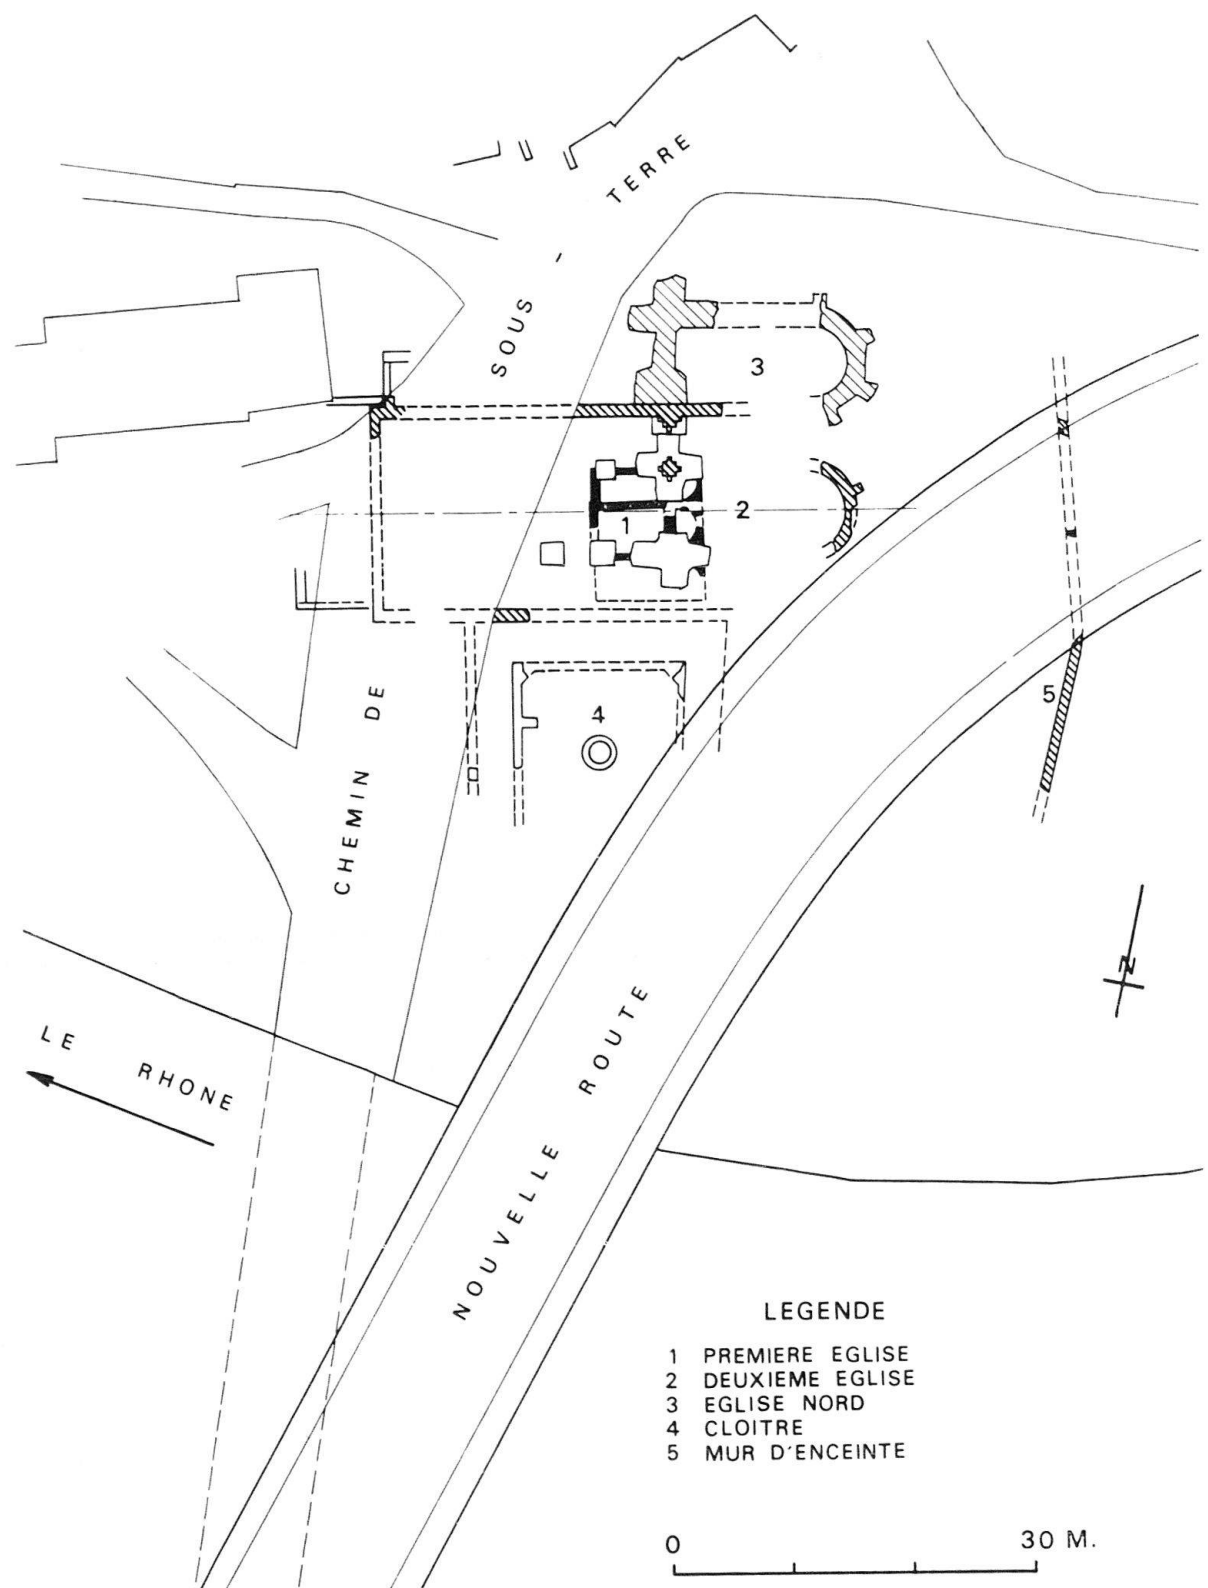 CHEMIN DE SOUS - TERRE
3
2
1
4
5
N
LE RHONE
NOUVELLE ROUTE
LEGENDE
1 PREMIERE EGLISE
2 DEUXIEME EGLISE
3 EGLISE NORD
4 CLOITRE
5 MUR D'ENCEINTE
0 30 M.